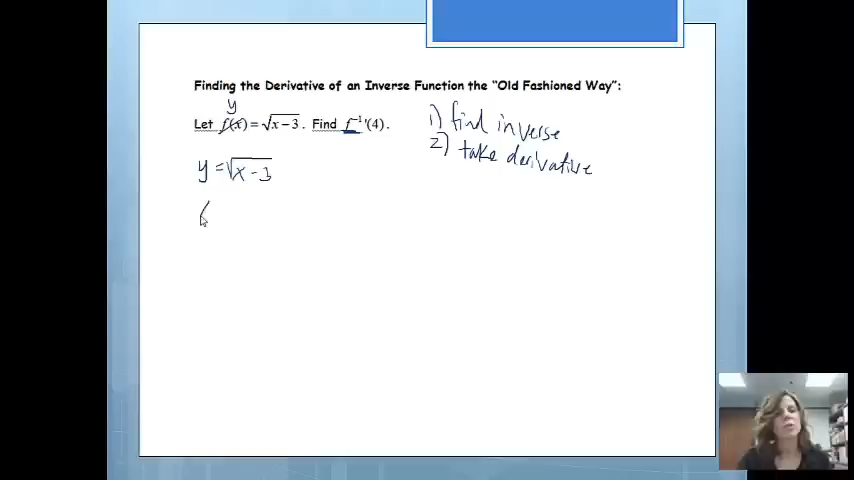 Finding the Derivative of an Inverse Function the “Old Fashioned Way”:
y
Let f(x) = √x−3 . Find f⁻¹'(4) .
1) find inverse
2) take derivative
y = √x-3